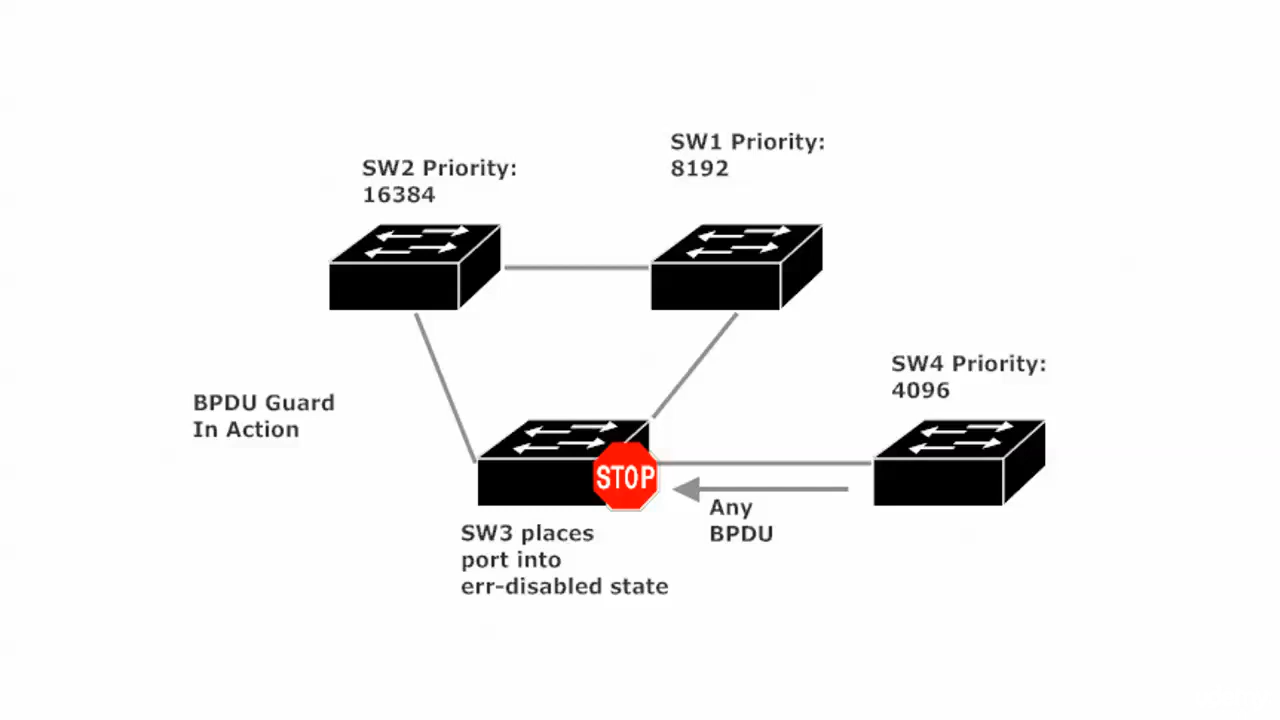 SW1 Priority:
8192
SW2 Priority:
16384
SW4 Priority:
4096
BPDU Guard
In Action
STOP
Any
BPDU
SW3 places
port into
err-disabled state